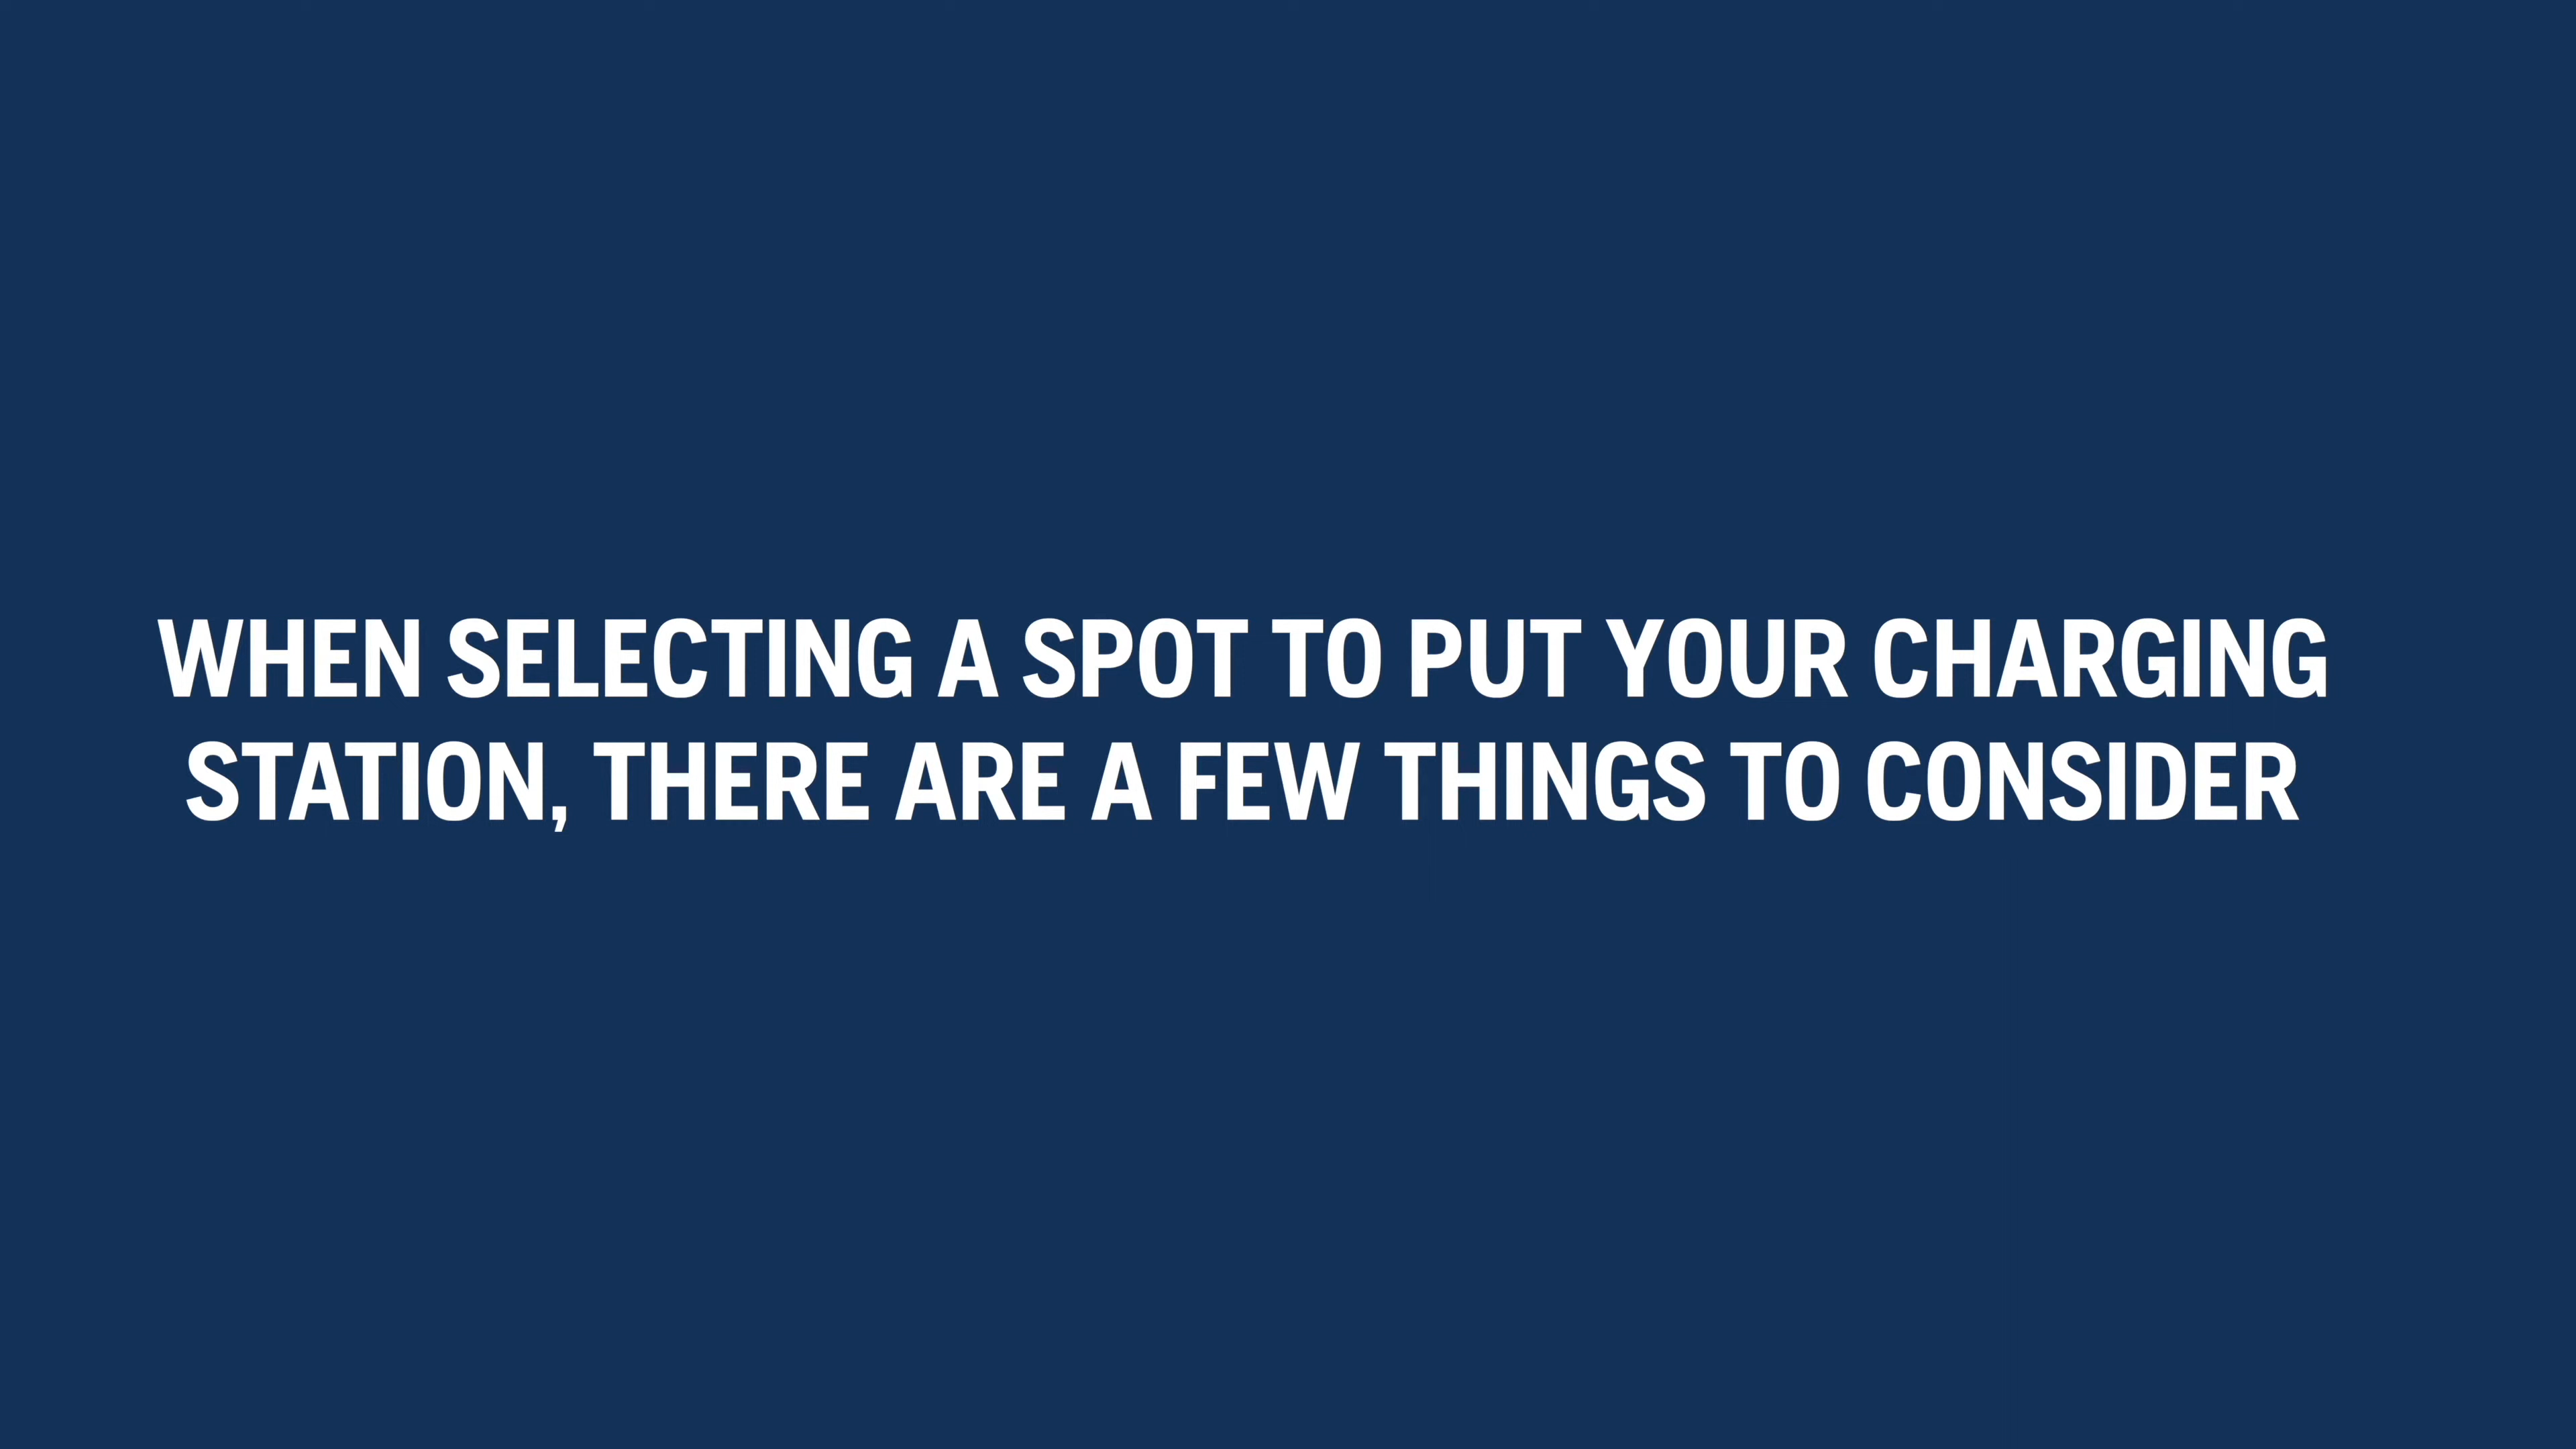 WHEN SELECTING A SPOT TO PUT YOUR CHARGING
STATION, THERE ARE A FEW THINGS TO CONSIDER